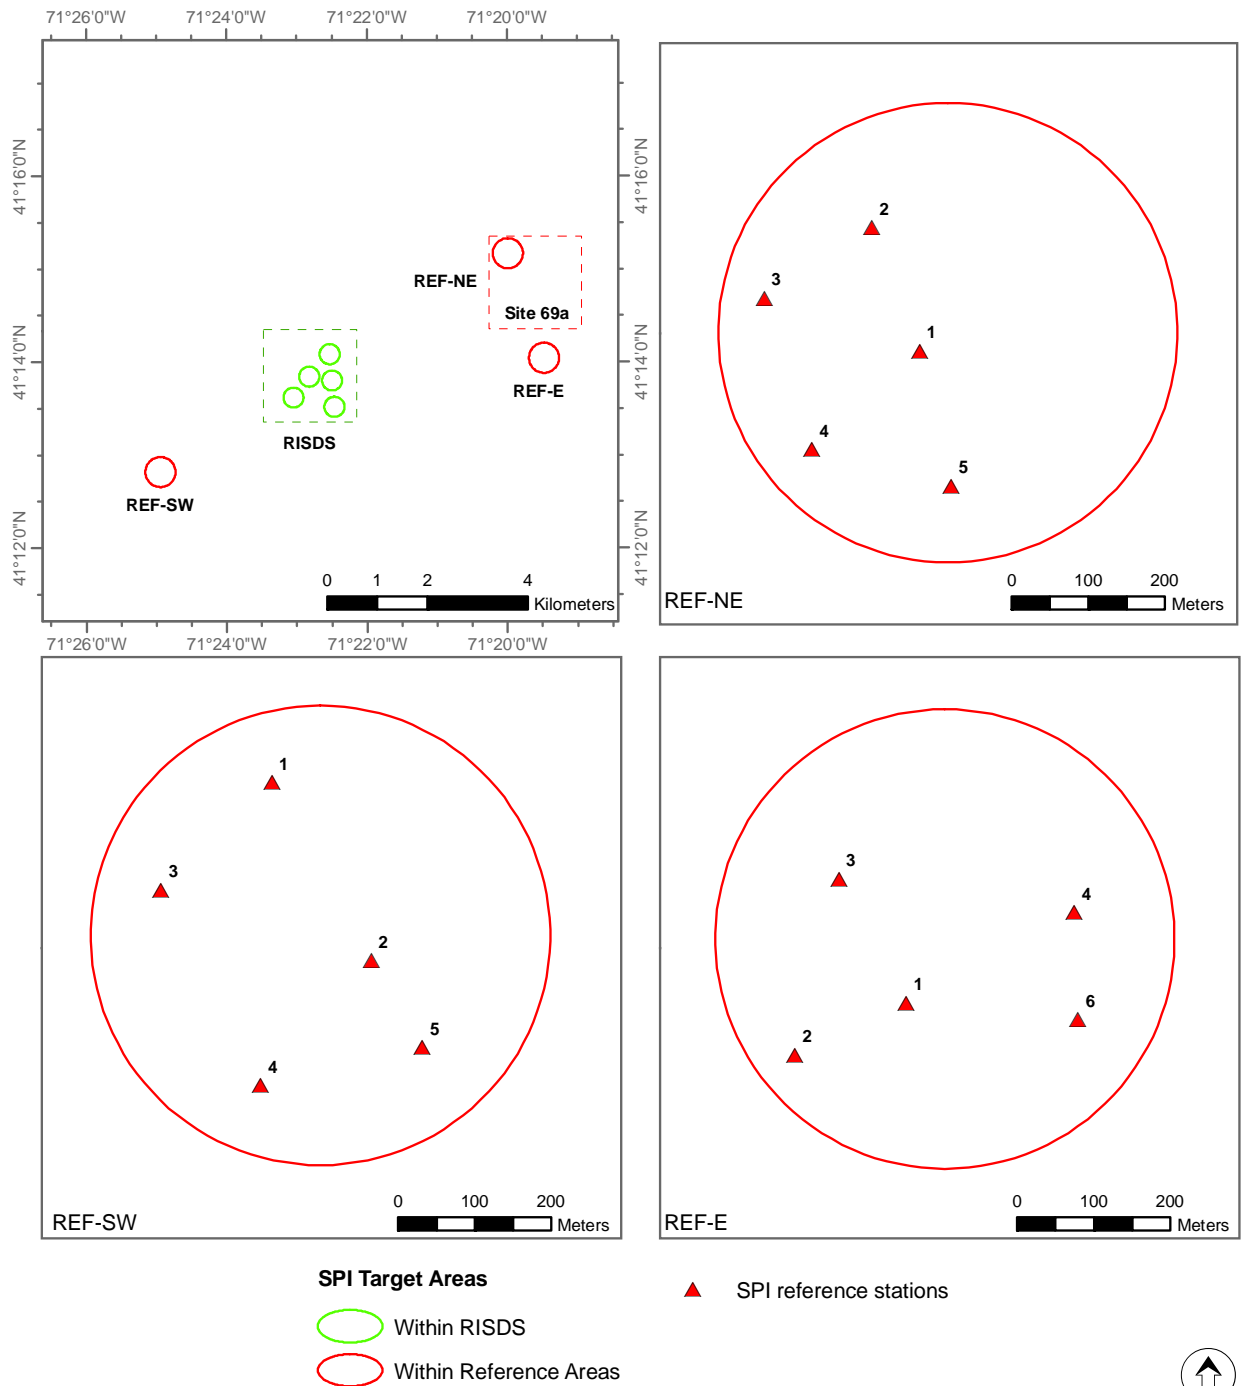 71°26'0"W 71°24'0"W 71°22'0"W 71°20'0"W
41°16'0"N
41°14'0"N
41°12'0"N
41°16'0"N
41°14'0"N
41°12'0"N
REF-NE
Site 69a
REF-E
RISDS
REF-SW
0 1 2 4
Kilometers
71°26'0"W 71°24'0"W 71°22'0"W 71°20'0"W
2
3
1
4
5
0 100 200
Meters
REF-NE
1
3
2
5
4
0 100 200
Meters
REF-SW
3
4
1
6
2
0 100 200
Meters
REF-E
SPI Target Areas
Within RISDS
Within Reference Areas
SPI reference stations